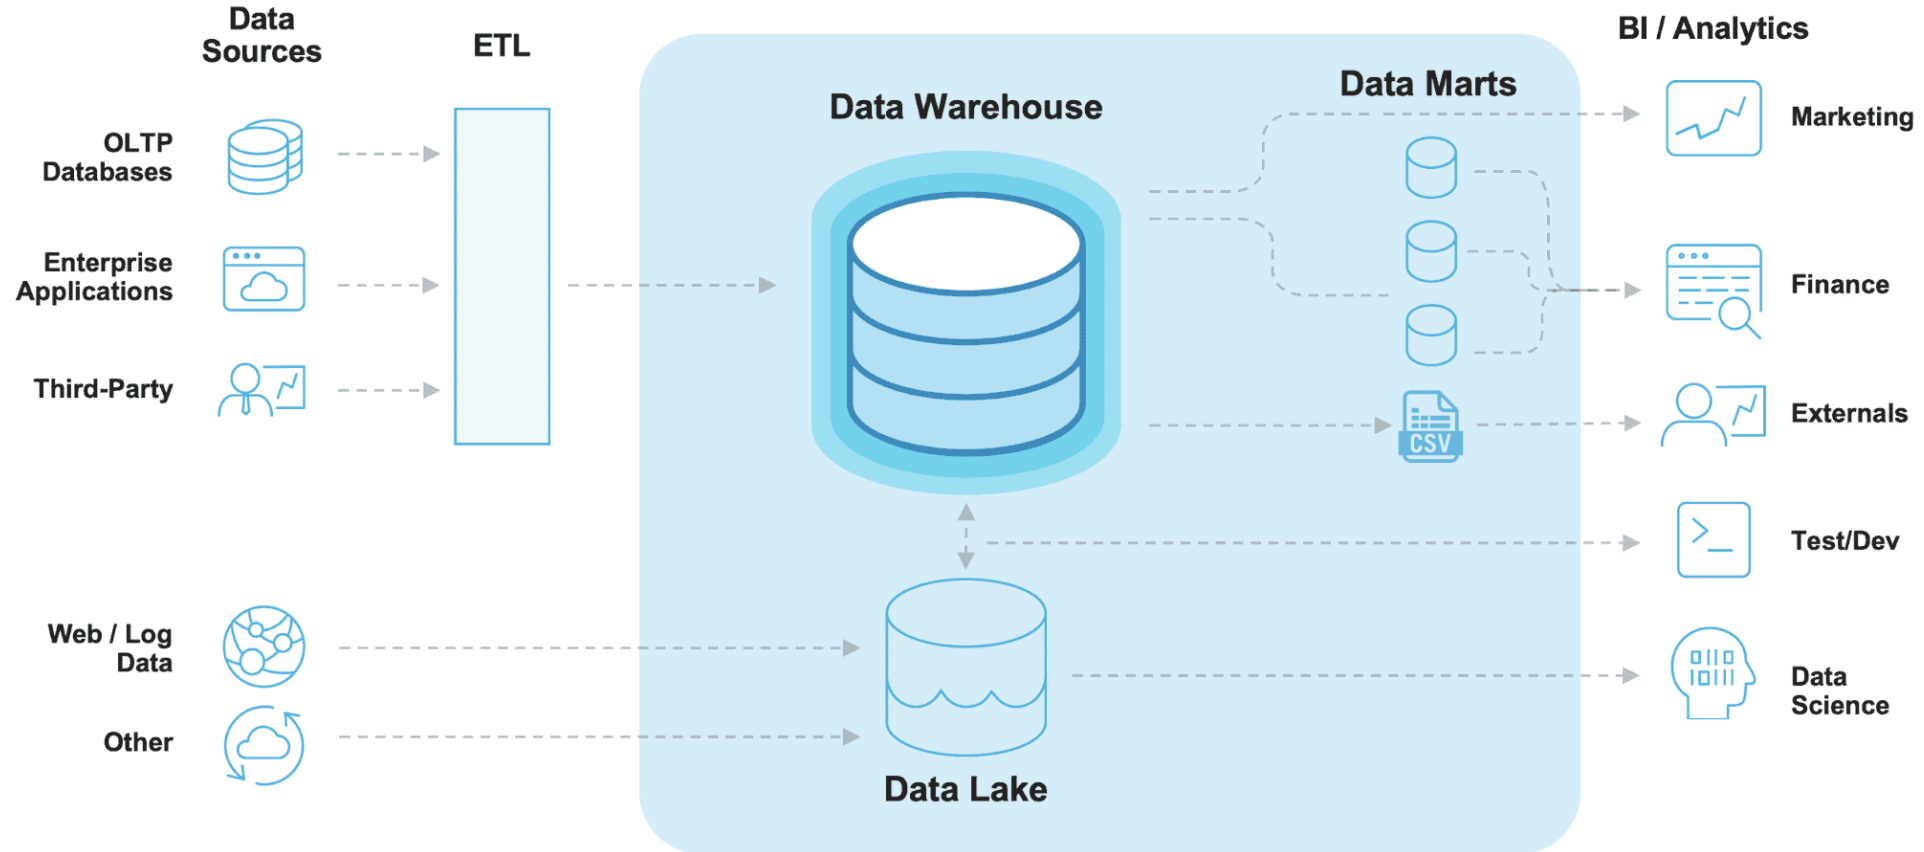 Data
Sources
ETL
BI / Analytics
Data Warehouse
Data Marts
OLTP
Databases
Marketing
Enterprise
Applications
Finance
Third-Party
CSV
Externals
Test/Dev
Web / Log
Data
Data
Science
Other
Data Lake